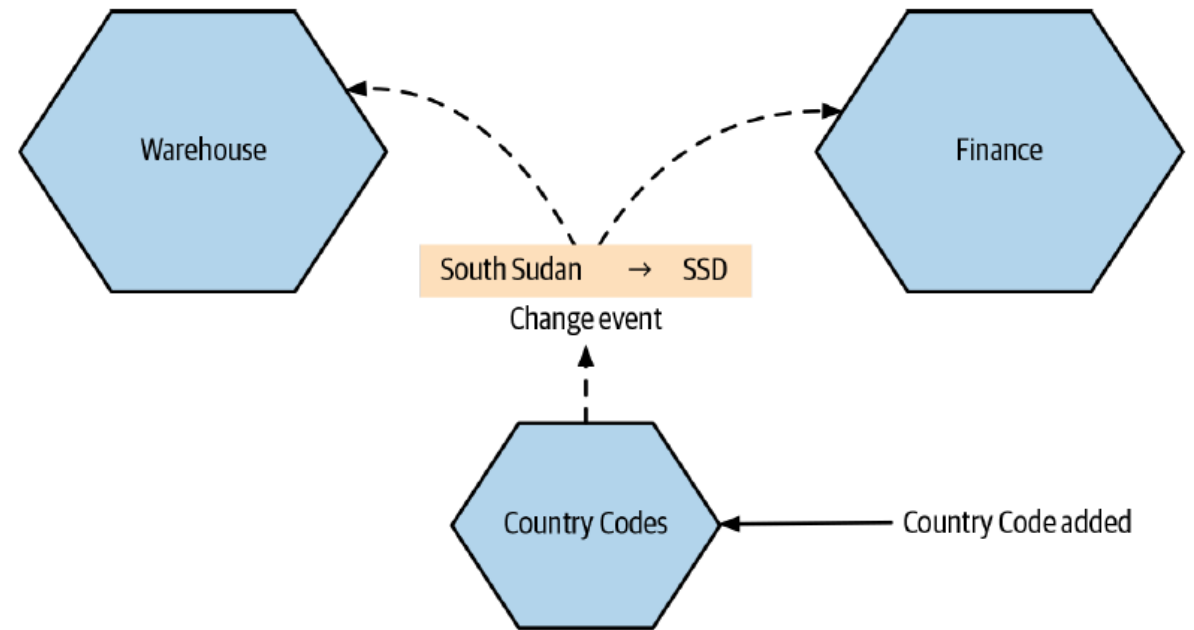 Warehouse
Finance
South Sudan → SSD
Change event
Country Codes
Country Code added